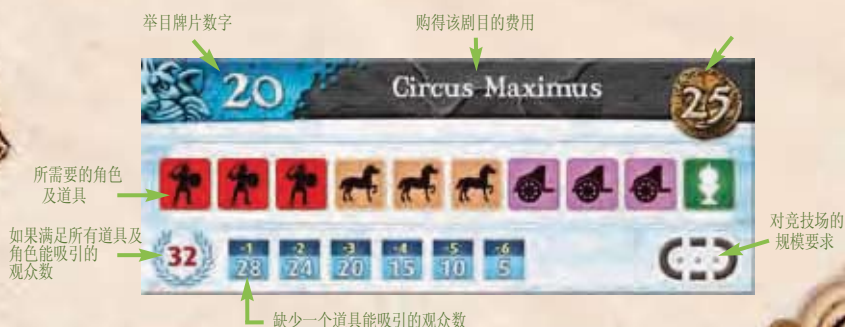 举目牌片数字
购得该剧目的费用
20
Circus Maximus
25
所需要的角色
及道具
如果满足所有道具及
角色能吸引的
观众数
32
-1
28
-2
24
-3
20
-4
15
-5
10
-6
5
对竞技场的
规模要求
缺少一个道具能吸引的观众数